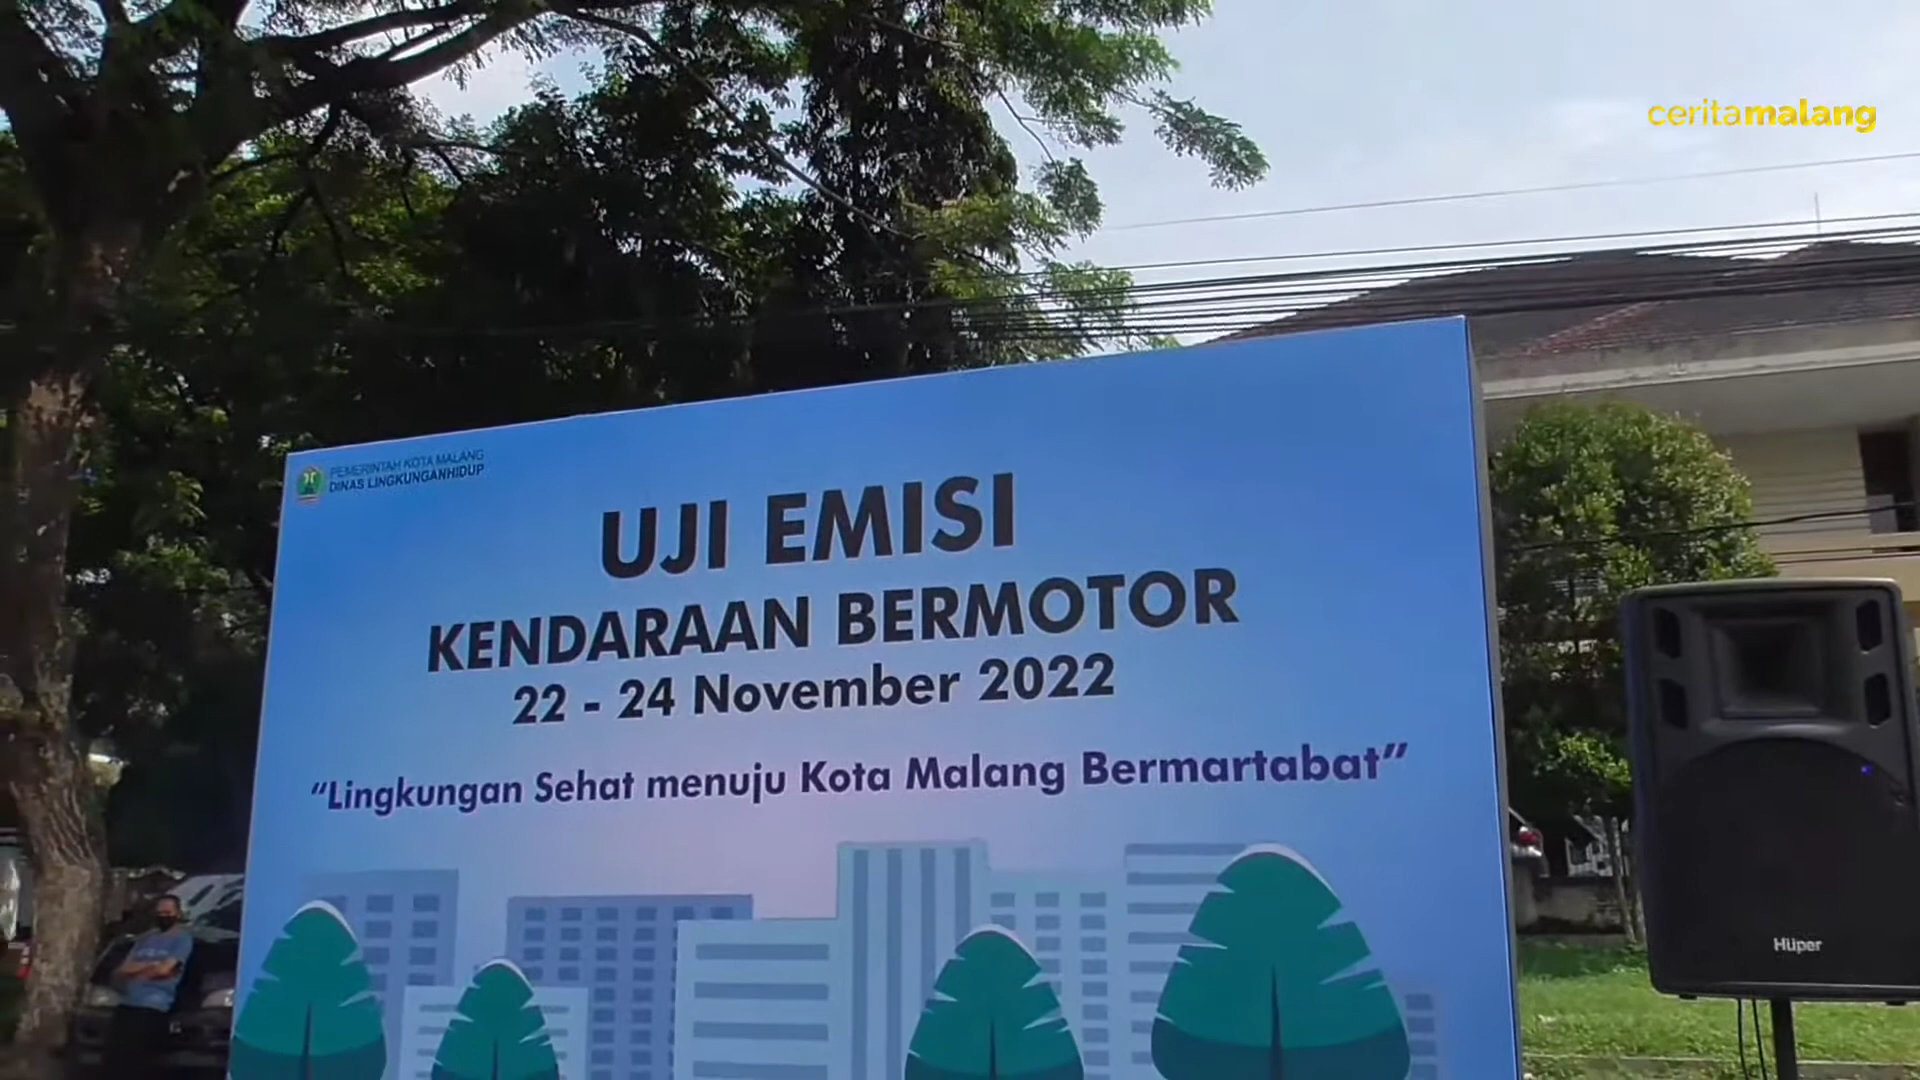 ceritamalang
PEMERINTAH KOTA MALANG
DINAS LINGKUNGANHIDUP
UJI EMISI
KENDARAAN BERMOTOR
22 - 24 November 2022
“Lingkungan Sehat menuju Kota Malang Bermartabat”
Hüper